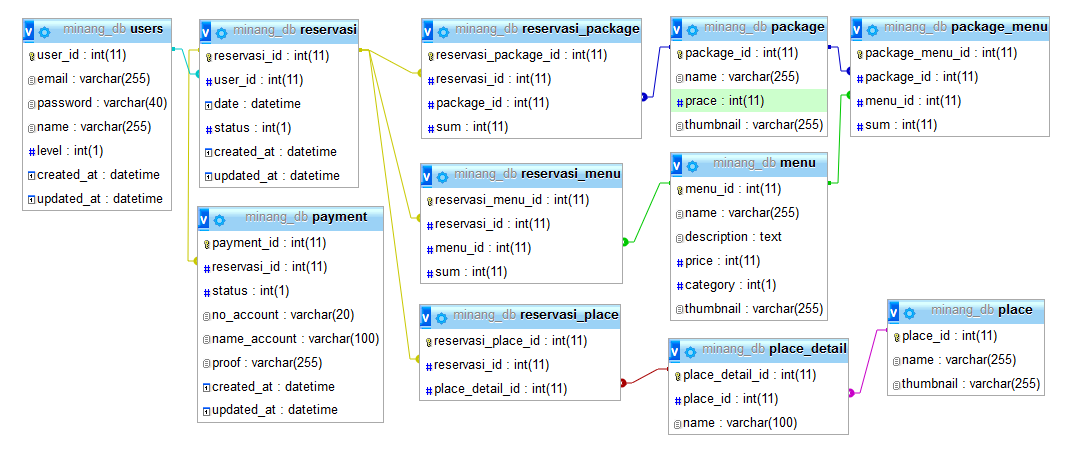 minang_db users
user_id : int(11)
email : varchar(255)
password : varchar(40)
name : varchar(255)
level : int(1)
created_at : datetime
updated_at : datetime
minang_db reservasi
reservasi_id : int(11)
user_id : int(11)
date : datetime
status : int(1)
created_at : datetime
updated_at : datetime
minang_db payment
payment_id : int(11)
reservasi_id : int(11)
status : int(1)
no_account : varchar(20)
name_account : varchar(100)
proof : varchar(255)
created_at : datetime
updated_at : datetime
minang_db reservasi_package
reservasi_package_id : int(11)
reservasi_id : int(11)
package_id : int(11)
sum : int(11)
minang_db reservasi_menu
reservasi_menu_id : int(11)
reservasi_id : int(11)
menu_id : int(11)
sum : int(11)
minang_db reservasi_place
reservasi_place_id : int(11)
reservasi_id : int(11)
place_detail_id : int(11)
minang_db package
package_id : int(11)
name : varchar(255)
prace : int(11)
thumbnail : varchar(255)
minang_db menu
menu_id : int(11)
name : varchar(255)
description : text
price : int(11)
category : int(1)
thumbnail : varchar(255)
minang_db place_detail
place_detail_id : int(11)
place_id : int(11)
name : varchar(100)
minang_db package_menu
package_menu_id : int(11)
package_id : int(11)
menu_id : int(11)
sum : int(11)
minang_db place
place_id : int(11)
name : varchar(255)
thumbnail : varchar(255)